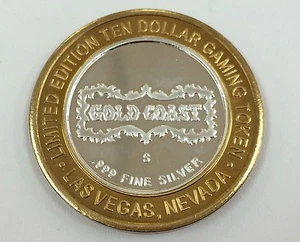 LIMITED EDITION TEN DOLLAR GAMING TOKEN
GOLD COAST
S
.999 FINE SILVER
• LAS VEGAS, NEVADA •